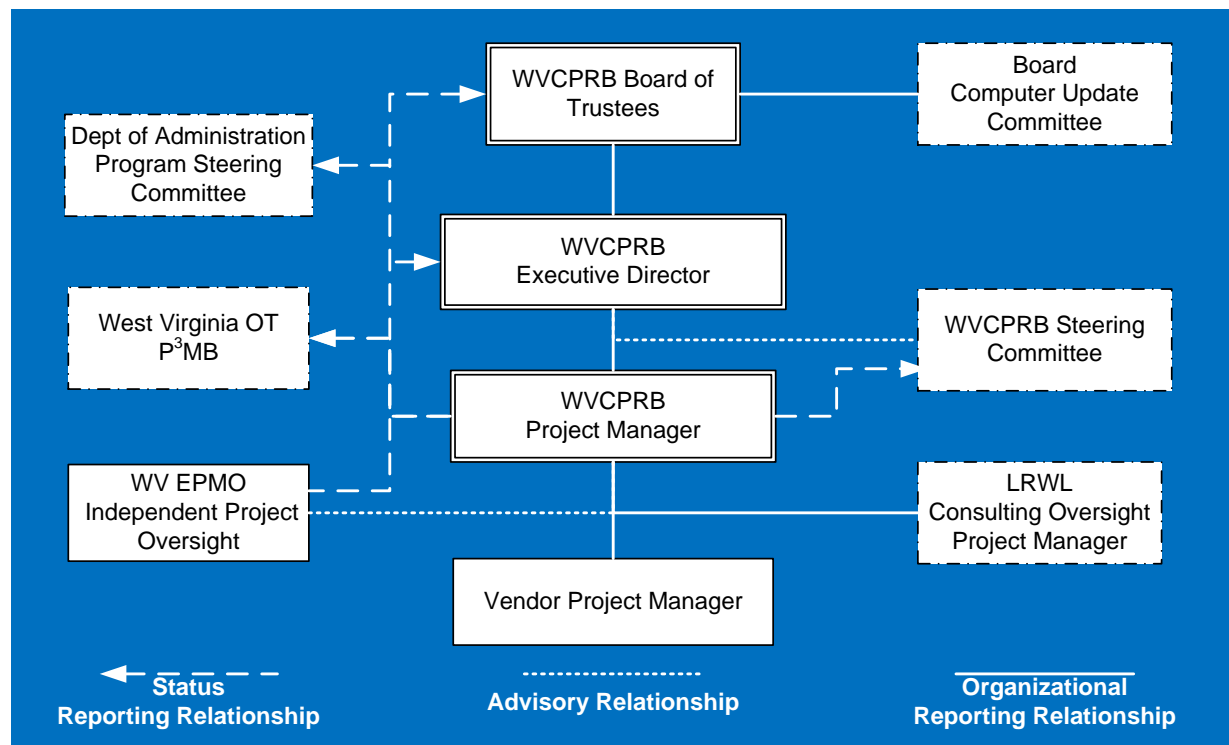 WVCPRB Board of
Trustees
Board
Computer Update
Committee
Dept of Administration
Program Steering
Committee
WVCPRB
Executive Director
West Virginia OT
P³MB
WVCPRB Steering
Committee
WVCPRB
Project Manager
WV EPMO
Independent Project
Oversight
LRWL
Consulting Oversight
Project Manager
Vendor Project Manager
Status
Reporting Relationship
Advisory Relationship
Organizational
Reporting Relationship